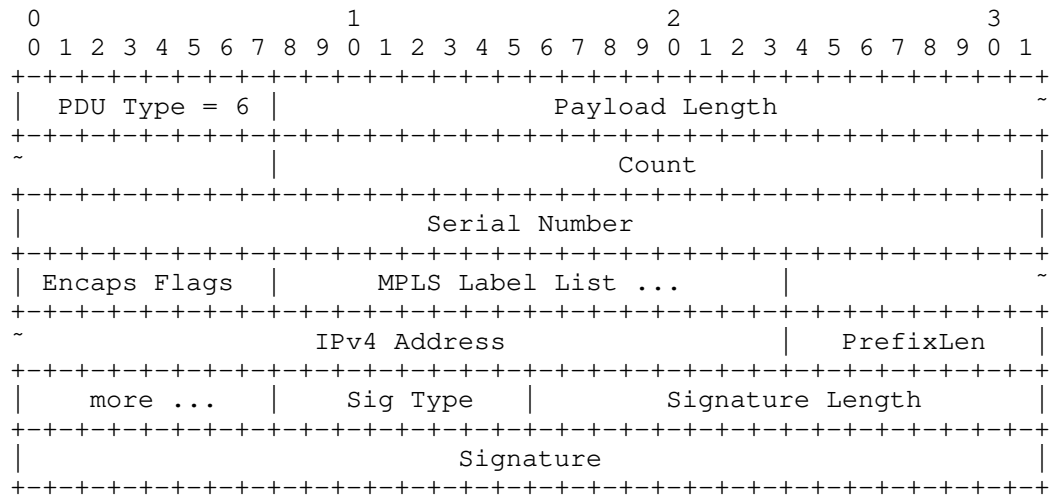 0                   1                   2                   3
0 1 2 3 4 5 6 7 8 9 0 1 2 3 4 5 6 7 8 9 0 1 2 3 4 5 6 7 8 9 0 1
+-+-+-+-+-+-+-+-+-+-+-+-+-+-+-+-+-+-+-+-+-+-+-+-+-+-+-+-+-+-+-+-+
|  PDU Type = 6 |                 Payload Length                ~
+-+-+-+-+-+-+-+-+-+-+-+-+-+-+-+-+-+-+-+-+-+-+-+-+-+-+-+-+-+-+-+-+
~               |                     Count                     |
+-+-+-+-+-+-+-+-+-+-+-+-+-+-+-+-+-+-+-+-+-+-+-+-+-+-+-+-+-+-+-+-+
|                         Serial Number                         |
+-+-+-+-+-+-+-+-+-+-+-+-+-+-+-+-+-+-+-+-+-+-+-+-+-+-+-+-+-+-+-+-+
| Encaps Flags  |      MPLS Label List ...      |               ~
+-+-+-+-+-+-+-+-+-+-+-+-+-+-+-+-+-+-+-+-+-+-+-+-+-+-+-+-+-+-+-+-+
~                  IPv4 Address                 |   PrefixLen   |
+-+-+-+-+-+-+-+-+-+-+-+-+-+-+-+-+-+-+-+-+-+-+-+-+-+-+-+-+-+-+-+-+
|    more ...   |    Sig Type   |        Signature Length       |
+-+-+-+-+-+-+-+-+-+-+-+-+-+-+-+-+-+-+-+-+-+-+-+-+-+-+-+-+-+-+-+-+
|                           Signature                           |
+-+-+-+-+-+-+-+-+-+-+-+-+-+-+-+-+-+-+-+-+-+-+-+-+-+-+-+-+-+-+-+-+